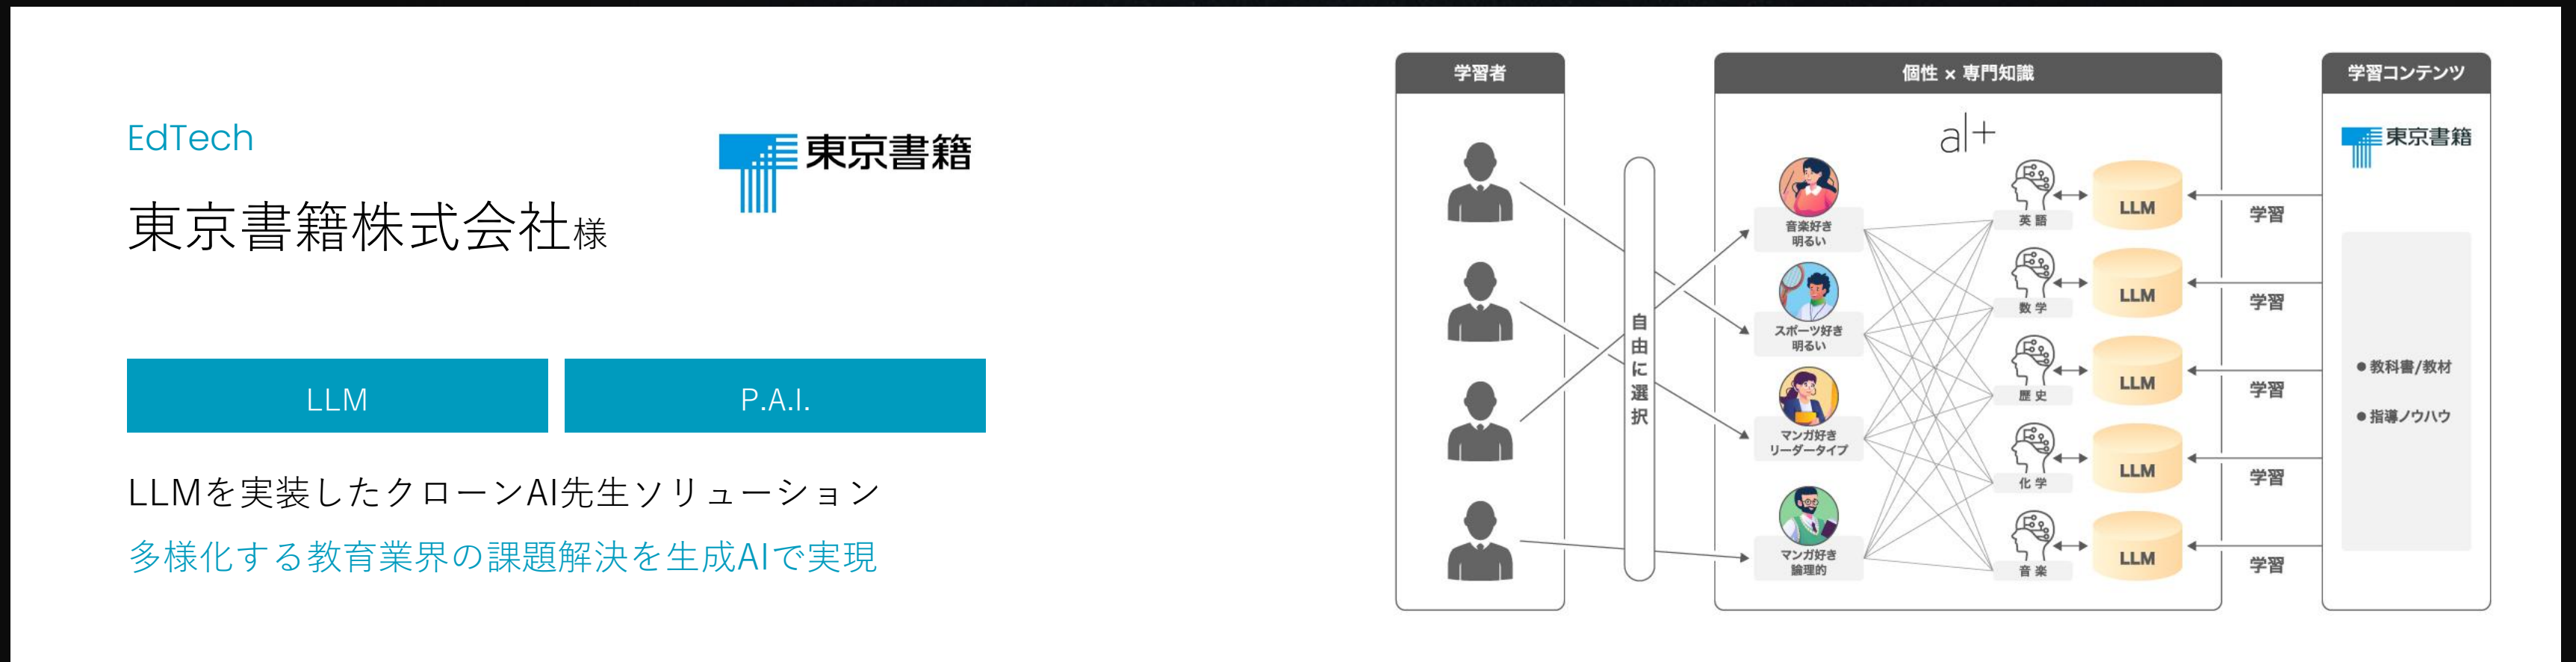 EdTech
東京書籍
東京書籍株式会社様
LLM
P.A.I.
LLMを実装したクローンAI先生ソリューション
多様化する教育業界の課題解決を生成AIで実現
学習者
自由に選択
個性 × 専門知識
al+
音楽好き
明るい
スポーツ好き
明るい
マンガ好き
リーダータイプ
マンガ好き
論理的
英語
LLM
学習
数学
LLM
学習
歴史
LLM
学習
化学
LLM
学習
音楽
LLM
学習
学習コンテンツ
東京書籍
●教科書/教材
●指導ノウハウ